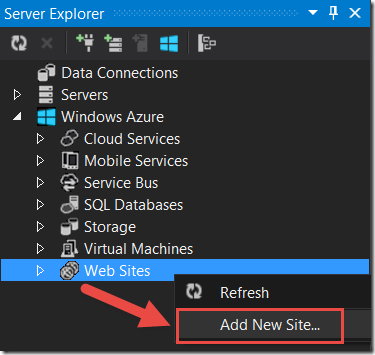 Server Explorer
Data Connections
Servers
Windows Azure
Cloud Services
Mobile Services
Service Bus
SQL Databases
Storage
Virtual Machines
Web Sites
Refresh
Add New Site...